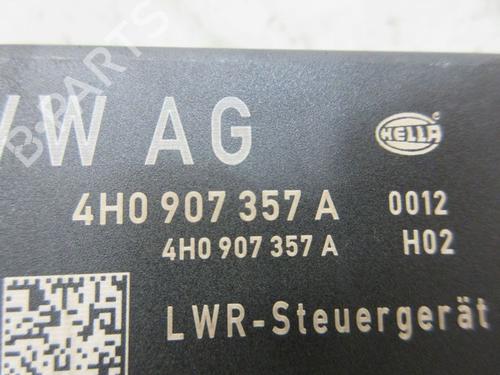 VW AG
HELLA
4H0 907 357 A 0012
4H0 907 357 A H02
LWR-Steuergerät